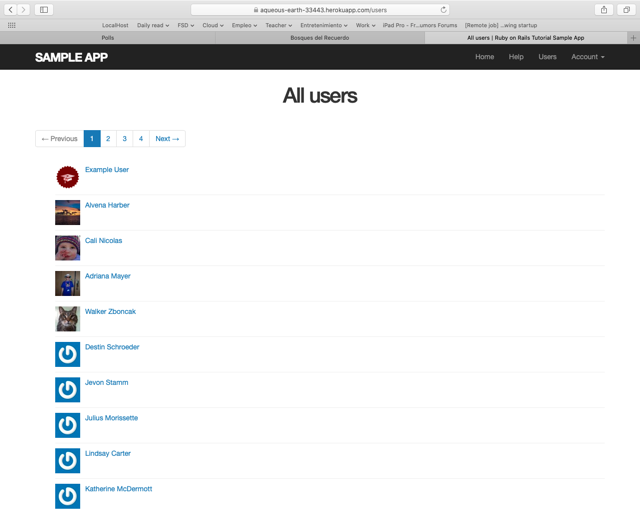 aqueous-earth-33443.herokuapp.com/users
LocalHost Daily read FSD Cloud Empleo Teacher Entretenimiento Work iPad Pro - Fr...umors Forums [Remote job] ...wing startup
Polls Bosques del Recuerdo All users | Ruby on Rails Tutorial Sample App
SAMPLE APP Home Help Users Account
All users
← Previous 1 2 3 4 Next →
Example User
Alvena Harber
Cali Nicolas
Adriana Mayer
Walker Zboncak
Destin Schroeder
Jevon Stamm
Julius Morissette
Lindsay Carter
Katherine McDermott